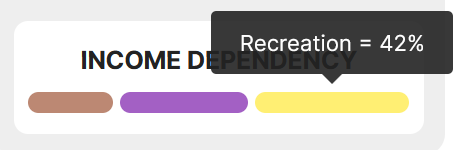 Recreation = 42%
INCOME DEPENDENCY